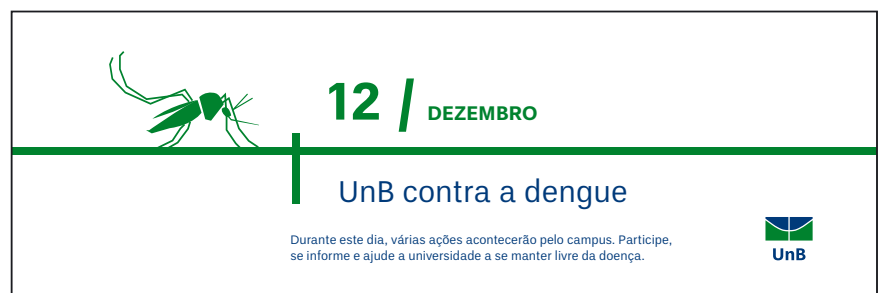 12 / DEZEMBRO
UnB contra a dengue
Durante este dia, várias ações acontecerão pelo campus. Participe,
se informe e ajude a universidade a se manter livre da doença.
UnB